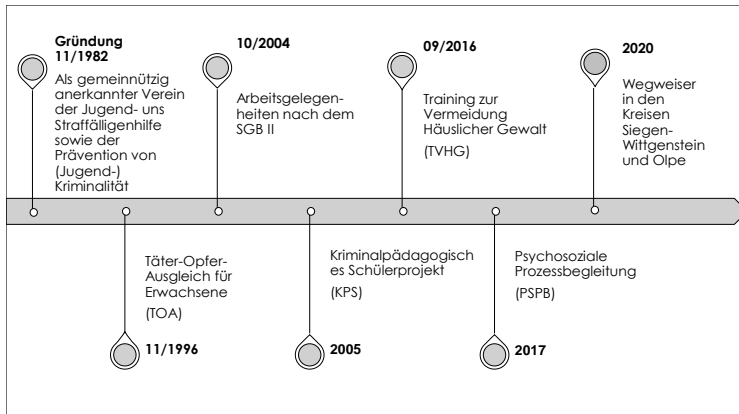 Gründung
11/1982
Als gemeinnützig
anerkannter Verein
der Jugend- uns
Straffälligenhilfe
sowie der
Prävention von
(Jugend-)
Kriminalität
11/1996
Täter-Opfer-
Ausgleich für
Erwachsene
(TOA)
10/2004
Arbeitsgelegen-
heiten nach dem
SGB II
2005
Kriminalpädagogisch
es Schülerprojekt
(KPS)
09/2016
Training zur
Vermeidung
Häuslicher Gewalt
(TVHG)
2017
Psychosoziale
Prozessbegleitung
(PSPB)
2020
Wegweiser
in den
Kreisen
Siegen-
Wittgenstein
und Olpe